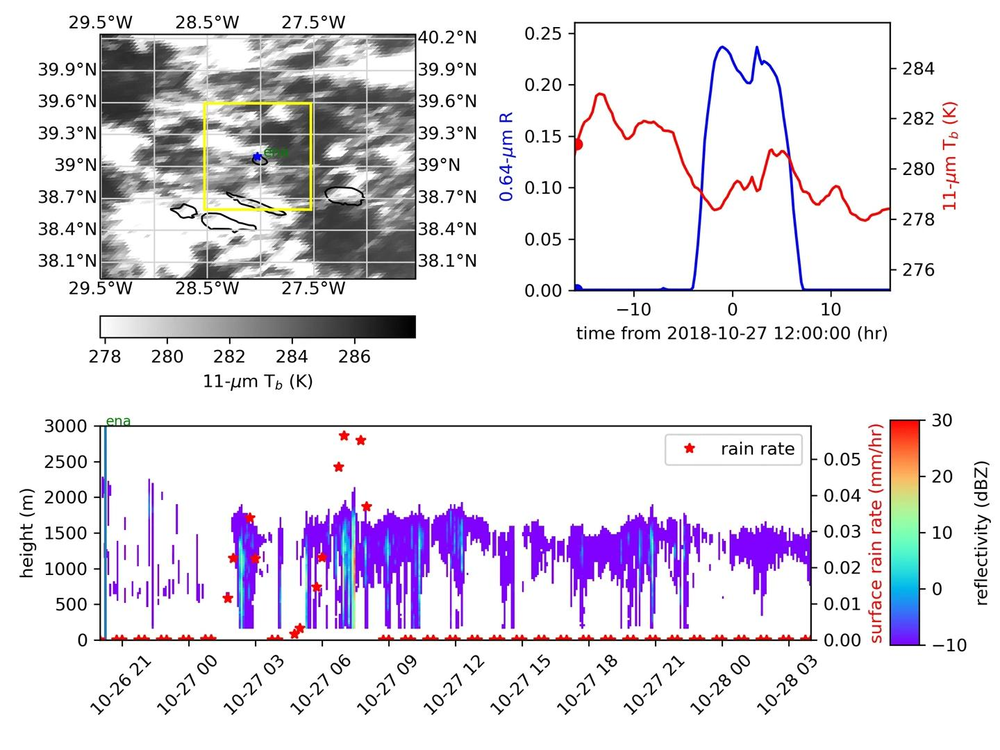 29.5°W 28.5°W 27.5°W
40.2°N
39.9°N 39.9°N
39.6°N 39.6°N
39.3°N 39.3°N
ena
39°N 39°N
38.7°N 38.7°N
38.4°N 38.4°N
38.1°N 38.1°N
29.5°W 28.5°W 27.5°W
278 280 282 284 286
11-μm T_b (K)
0.25
0.20
0.15
0.10
0.05
0.00
0.64-μm R
284
282
280
278
276
11-μm T_b (K)
−10 0 10
time from 2018-10-27 12:00:00 (hr)
ena
3000
2500
2000
1500
1000
500
0
height (m)
rain rate
0.05
0.04
0.03
0.02
0.01
0.00
surface rain rate (mm/hr)
30
20
10
0
−10
reflectivity (dBZ)
10-26 21
10-27 00
10-27 03
10-27 06
10-27 09
10-27 12
10-27 15
10-27 18
10-27 21
10-28 00
10-28 03